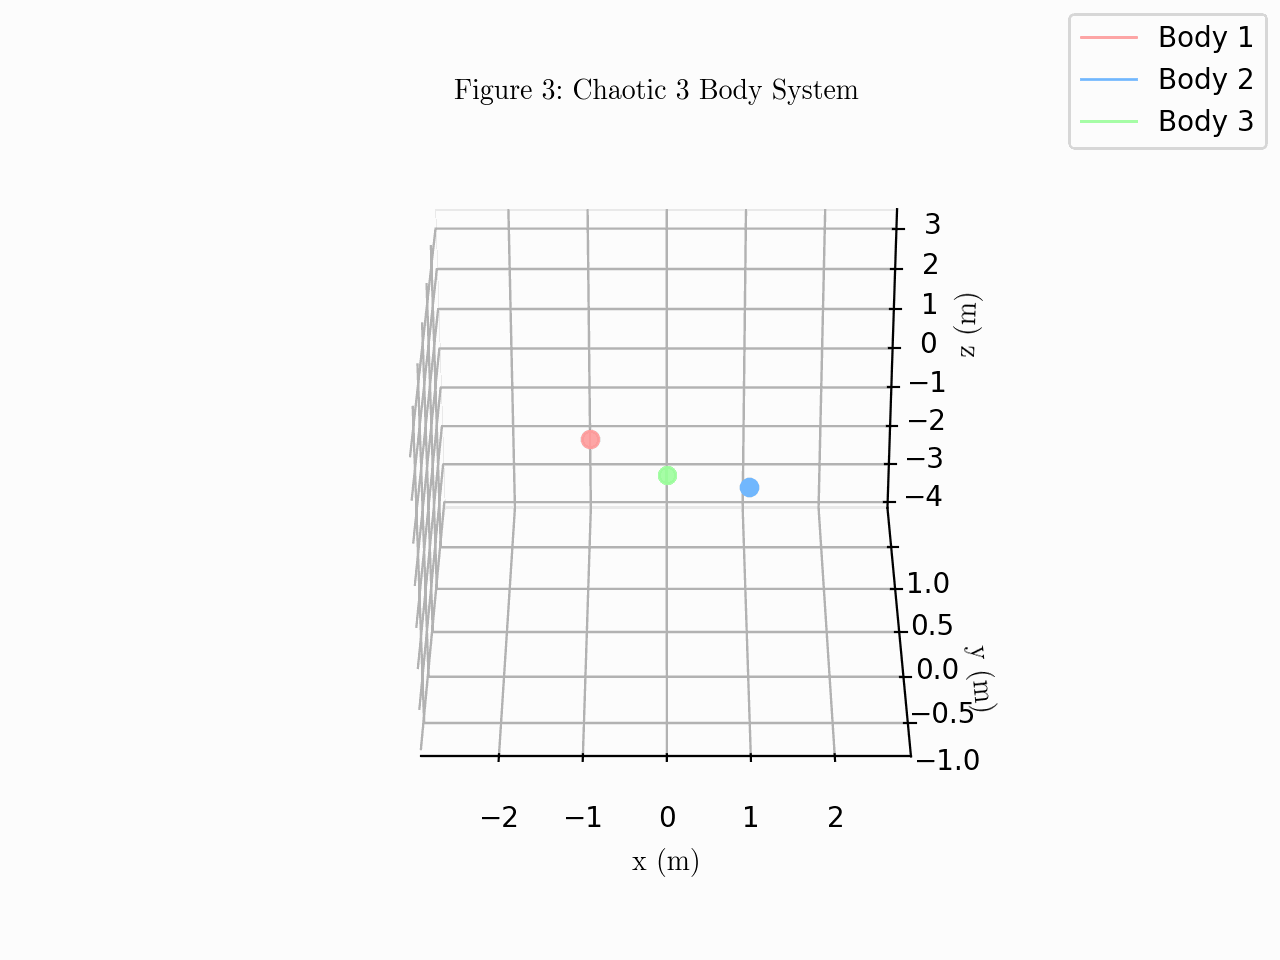 Body 1
Body 2
Body 3
Figure 3: Chaotic 3 Body System
3
2
1
0
−1
−2
−3
−4
z (m)
1.0
0.5
0.0
−0.5
−1.0
y (m)
−2 −1 0 1 2
x (m)